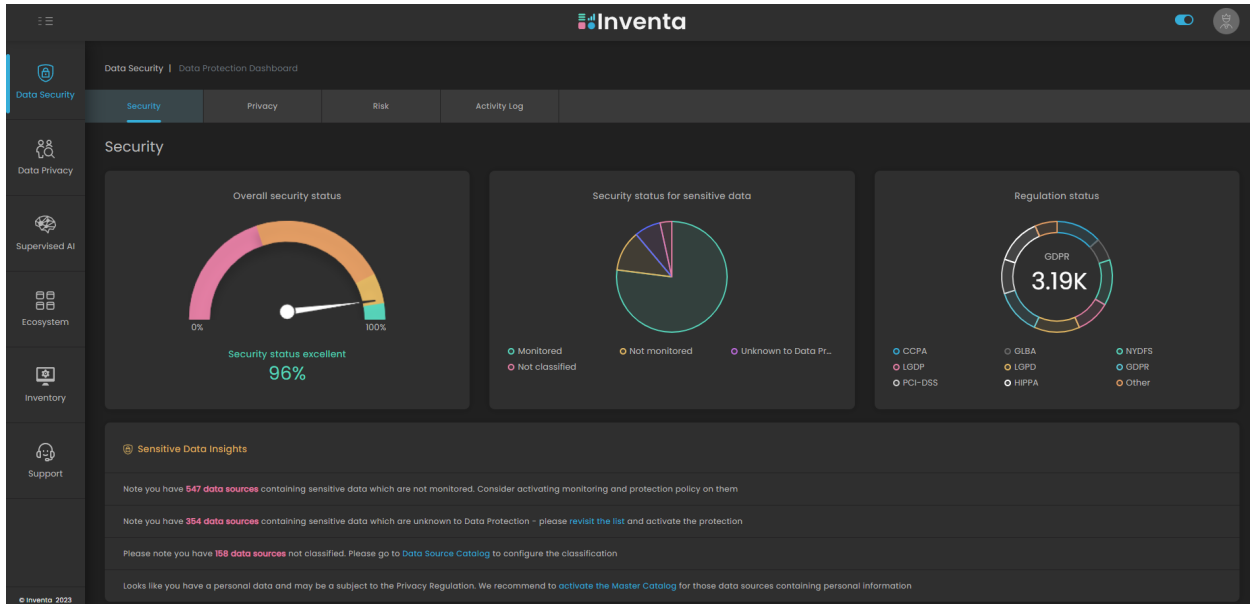 Inventa
Data Security | Data Protection Dashboard
Data Security
Data Privacy
Supervised AI
Ecosystem
Inventory
Support
© Inventa 2023
Security Privacy Risk Activity Log
Security
Overall security status
0% 100%
Security status excellent
96%
Security status for sensitive data
Monitored Not monitored Unknown to Data Pr...
Not classified
Regulation status
GDPR
3.19K
CCPA GLBA NYDFS
LGDP LGPD GDPR
PCI-DSS HIPPA Other
Sensitive Data Insights
Note you have 547 data sources containing sensitive data which are not monitored. Consider activating monitoring and protection policy on them
Note you have 354 data sources containing sensitive data which are unknown to Data Protection - please revisit the list and activate the protection
Please note you have 158 data sources not classified. Please go to Data Source Catalog to configure the classification
Looks like you have a personal data and may be a subject to the Privacy Regulation. We recommend to activate the Master Catalog for those data sources containing personal information